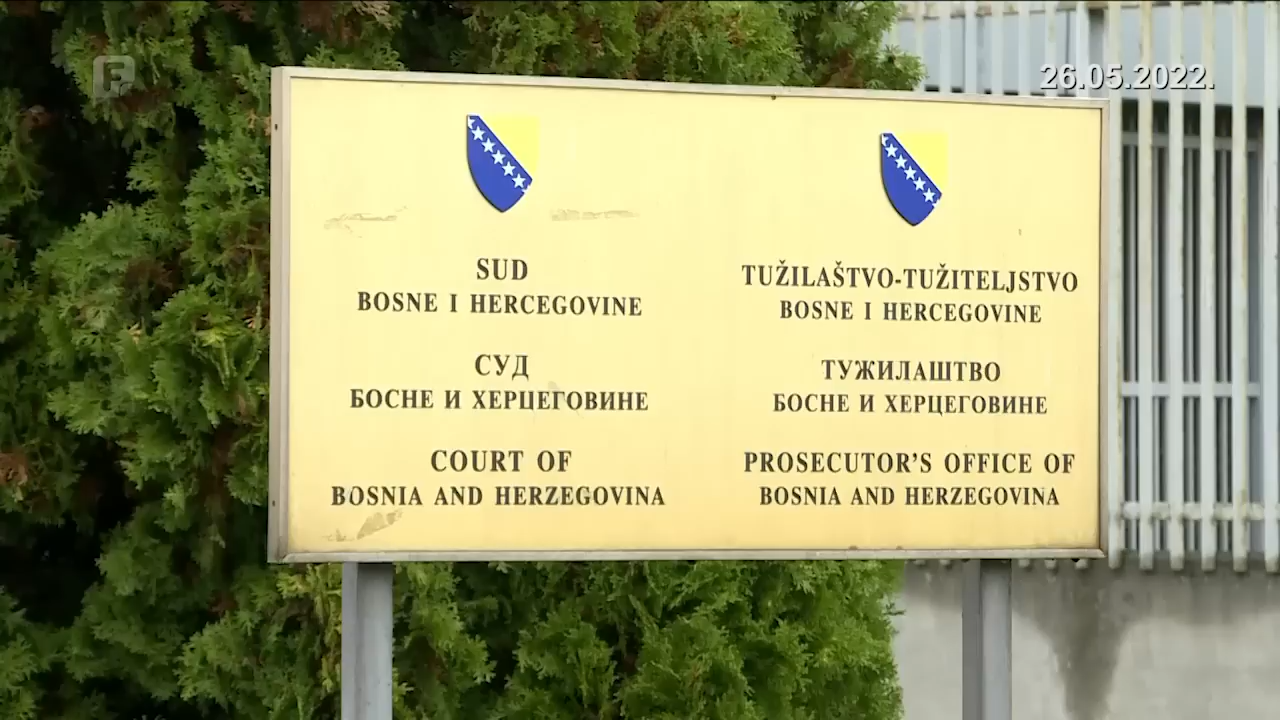 26.05.2022.
SUD
BOSNE I HERCEGOVINE
СУД
БОСНЕ И ХЕРЦЕГОВИНЕ
COURT OF
BOSNIA AND HERZEGOVINA
TUŽILAŠTVO-TUŽITELJSTVO
BOSNE I HERCEGOVINE
ТУЖИЛАШТВО
БОСНЕ И ХЕРЦЕГОВИНЕ
PROSECUTOR'S OFFICE OF
BOSNIA AND HERZEGOVINA